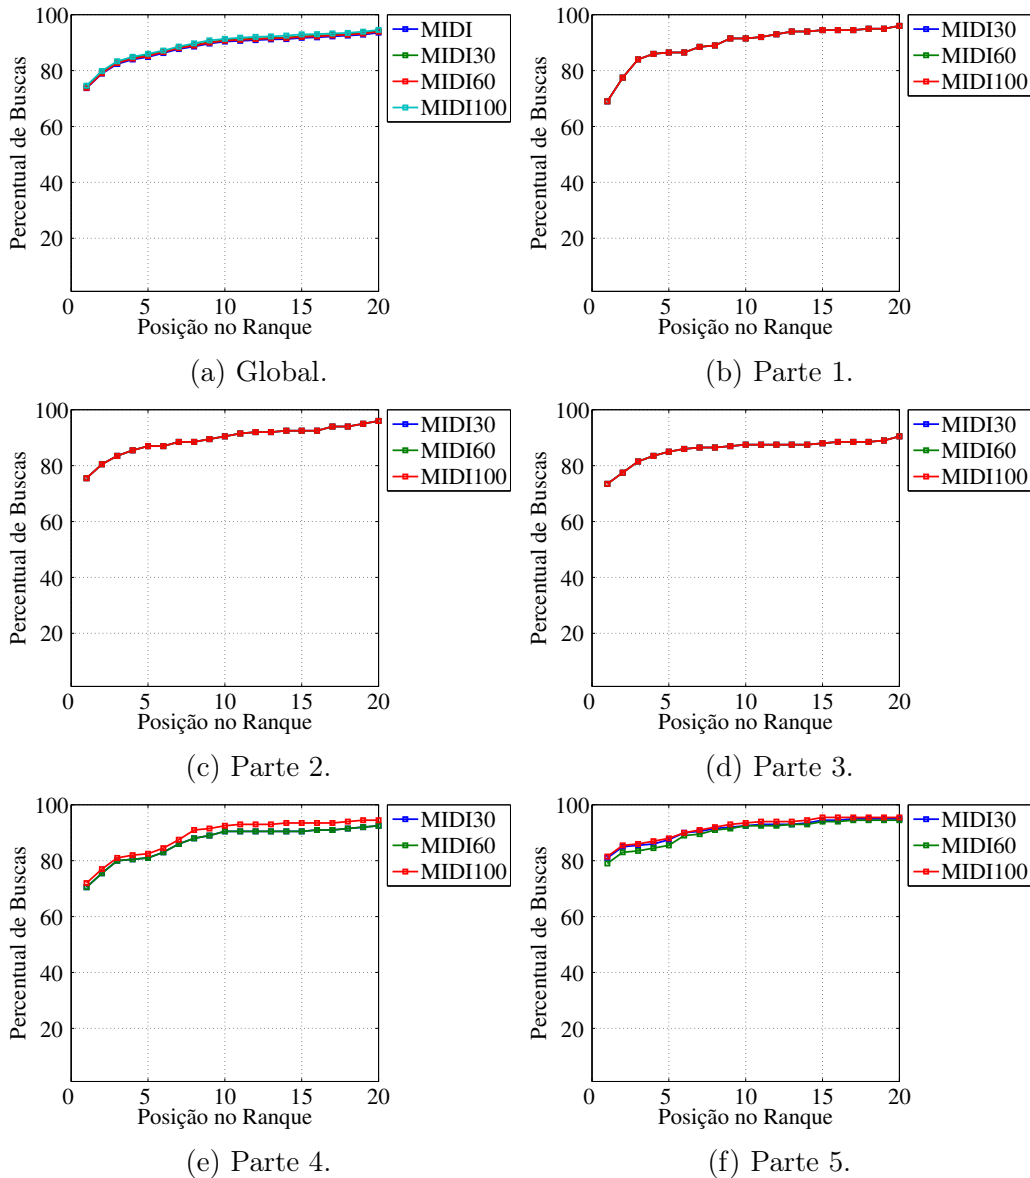 100
80
60
40
20
0
5
10
15
20
Percentual de Buscas
Posição no Ranque
MIDI
MIDI30
MIDI60
MIDI100
(a) Global.
100
80
60
40
20
0
5
10
15
20
Percentual de Buscas
Posição no Ranque
MIDI30
MIDI60
MIDI100
(b) Parte 1.
100
80
60
40
20
0
5
10
15
20
Percentual de Buscas
Posição no Ranque
MIDI30
MIDI60
MIDI100
(c) Parte 2.
100
80
60
40
20
0
5
10
15
20
Percentual de Buscas
Posição no Ranque
MIDI30
MIDI60
MIDI100
(d) Parte 3.
100
80
60
40
20
0
5
10
15
20
Percentual de Buscas
Posição no Ranque
MIDI30
MIDI60
MIDI100
(e) Parte 4.
100
80
60
40
20
0
5
10
15
20
Percentual de Buscas
Posição no Ranque
MIDI30
MIDI60
MIDI100
(f) Parte 5.